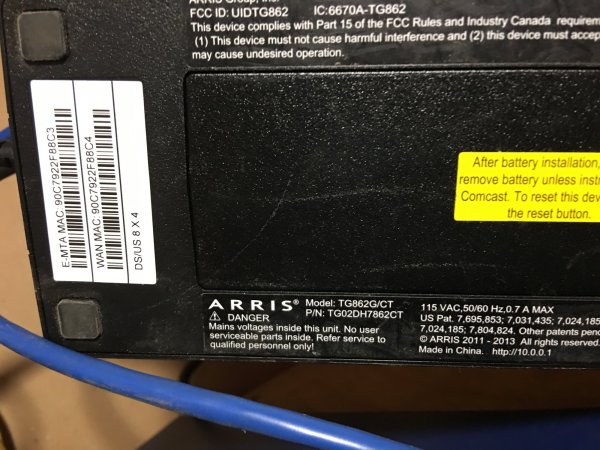 ARRIS Group, Inc.
FCC ID: UIDTG862 IC:6670A-TG862
This device complies with Part 15 of the FCC Rules and Industry Canada
(1) This device must not cause harmful interference and (2) this device must
may cause undesired operation.
E-MTA MAC:90C7922F88C3
WAN MAC:90C7922F88C4
DS/US 8 X 4
After battery installation,
remove battery unless
Comcast. To reset this
the reset button.
ARRIS® Model: TG862G/CT
P/N: TG02DH7862CT
⚠ DANGER
Mains voltages inside this unit. No user
serviceable parts inside. Refer service to
qualified personnel only!
115 VAC,50/60 Hz,0.7 A MAX
US Pat. 7,695,853; 7,031,435; 7,024,185
7,024,185; 7,804,824. Other patents
© ARRIS 2011 - 2013 All rights reserved.
Made in China. http://10.0.0.1